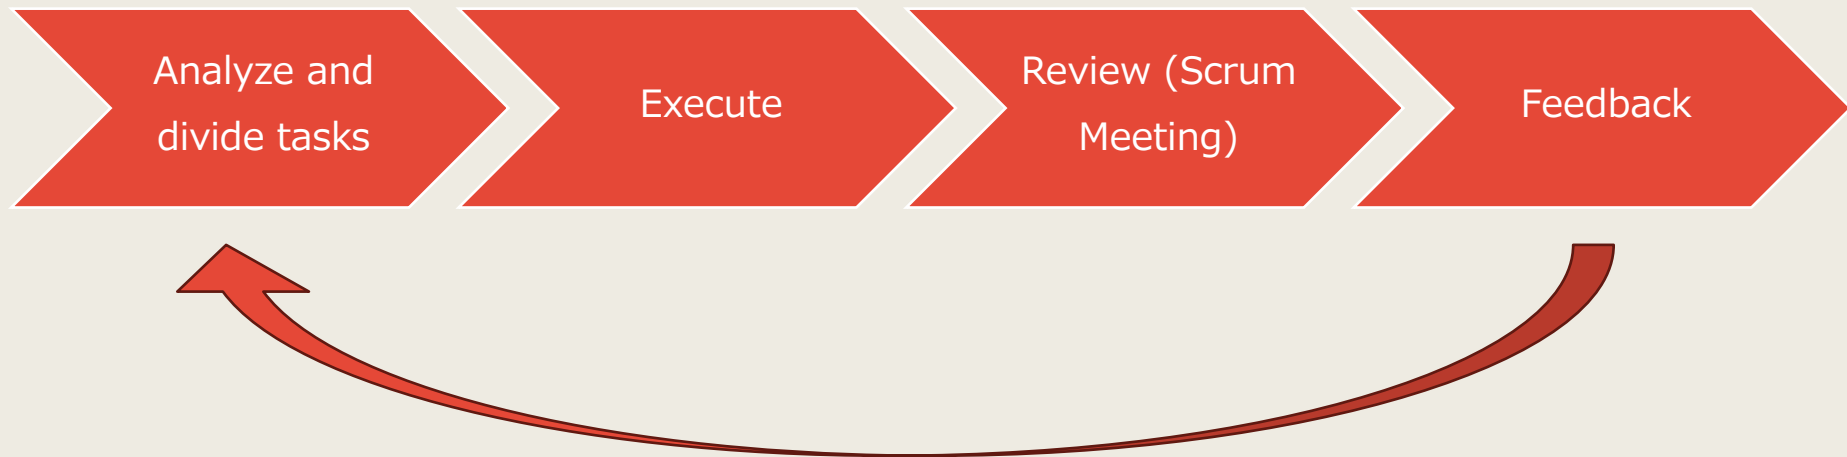 Analyze and
divide tasks
Execute
Review (Scrum
Meeting)
Feedback